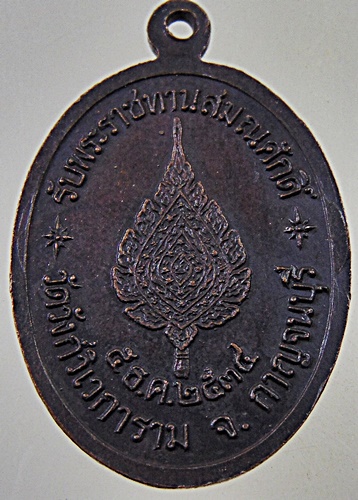 รับพระราชทานสมณศักดิ์
๕ ธ.ค.๒๕๓๔
วัดวังก์วิเวการาม จ. กาญจนบุรี